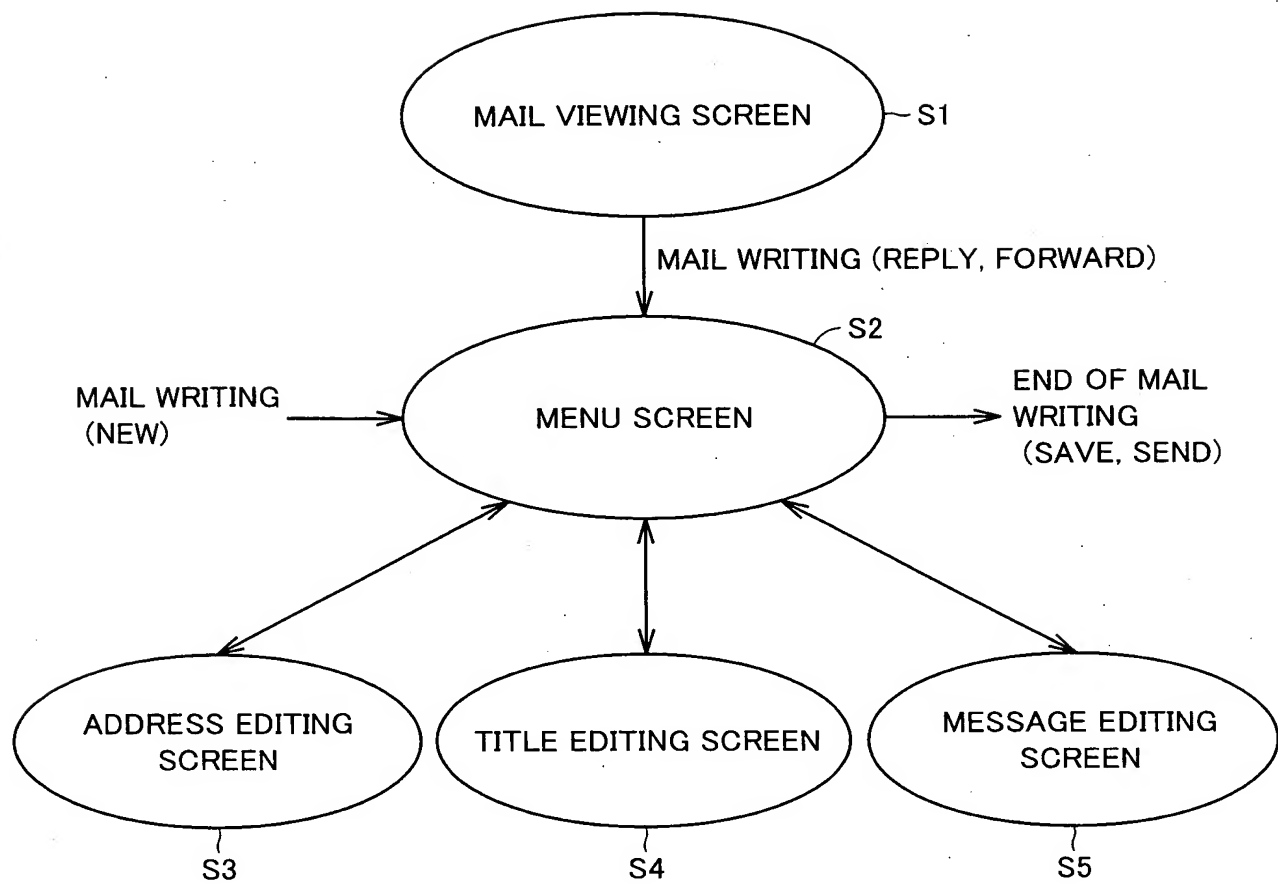 MAIL VIEWING SCREEN
S1
MAIL WRITING (REPLY, FORWARD)
S2
MAIL WRITING
(NEW)
MENU SCREEN
END OF MAIL
WRITING
(SAVE, SEND)
ADDRESS EDITING
SCREEN
TITLE EDITING SCREEN
MESSAGE EDITING
SCREEN
S3
S4
S5